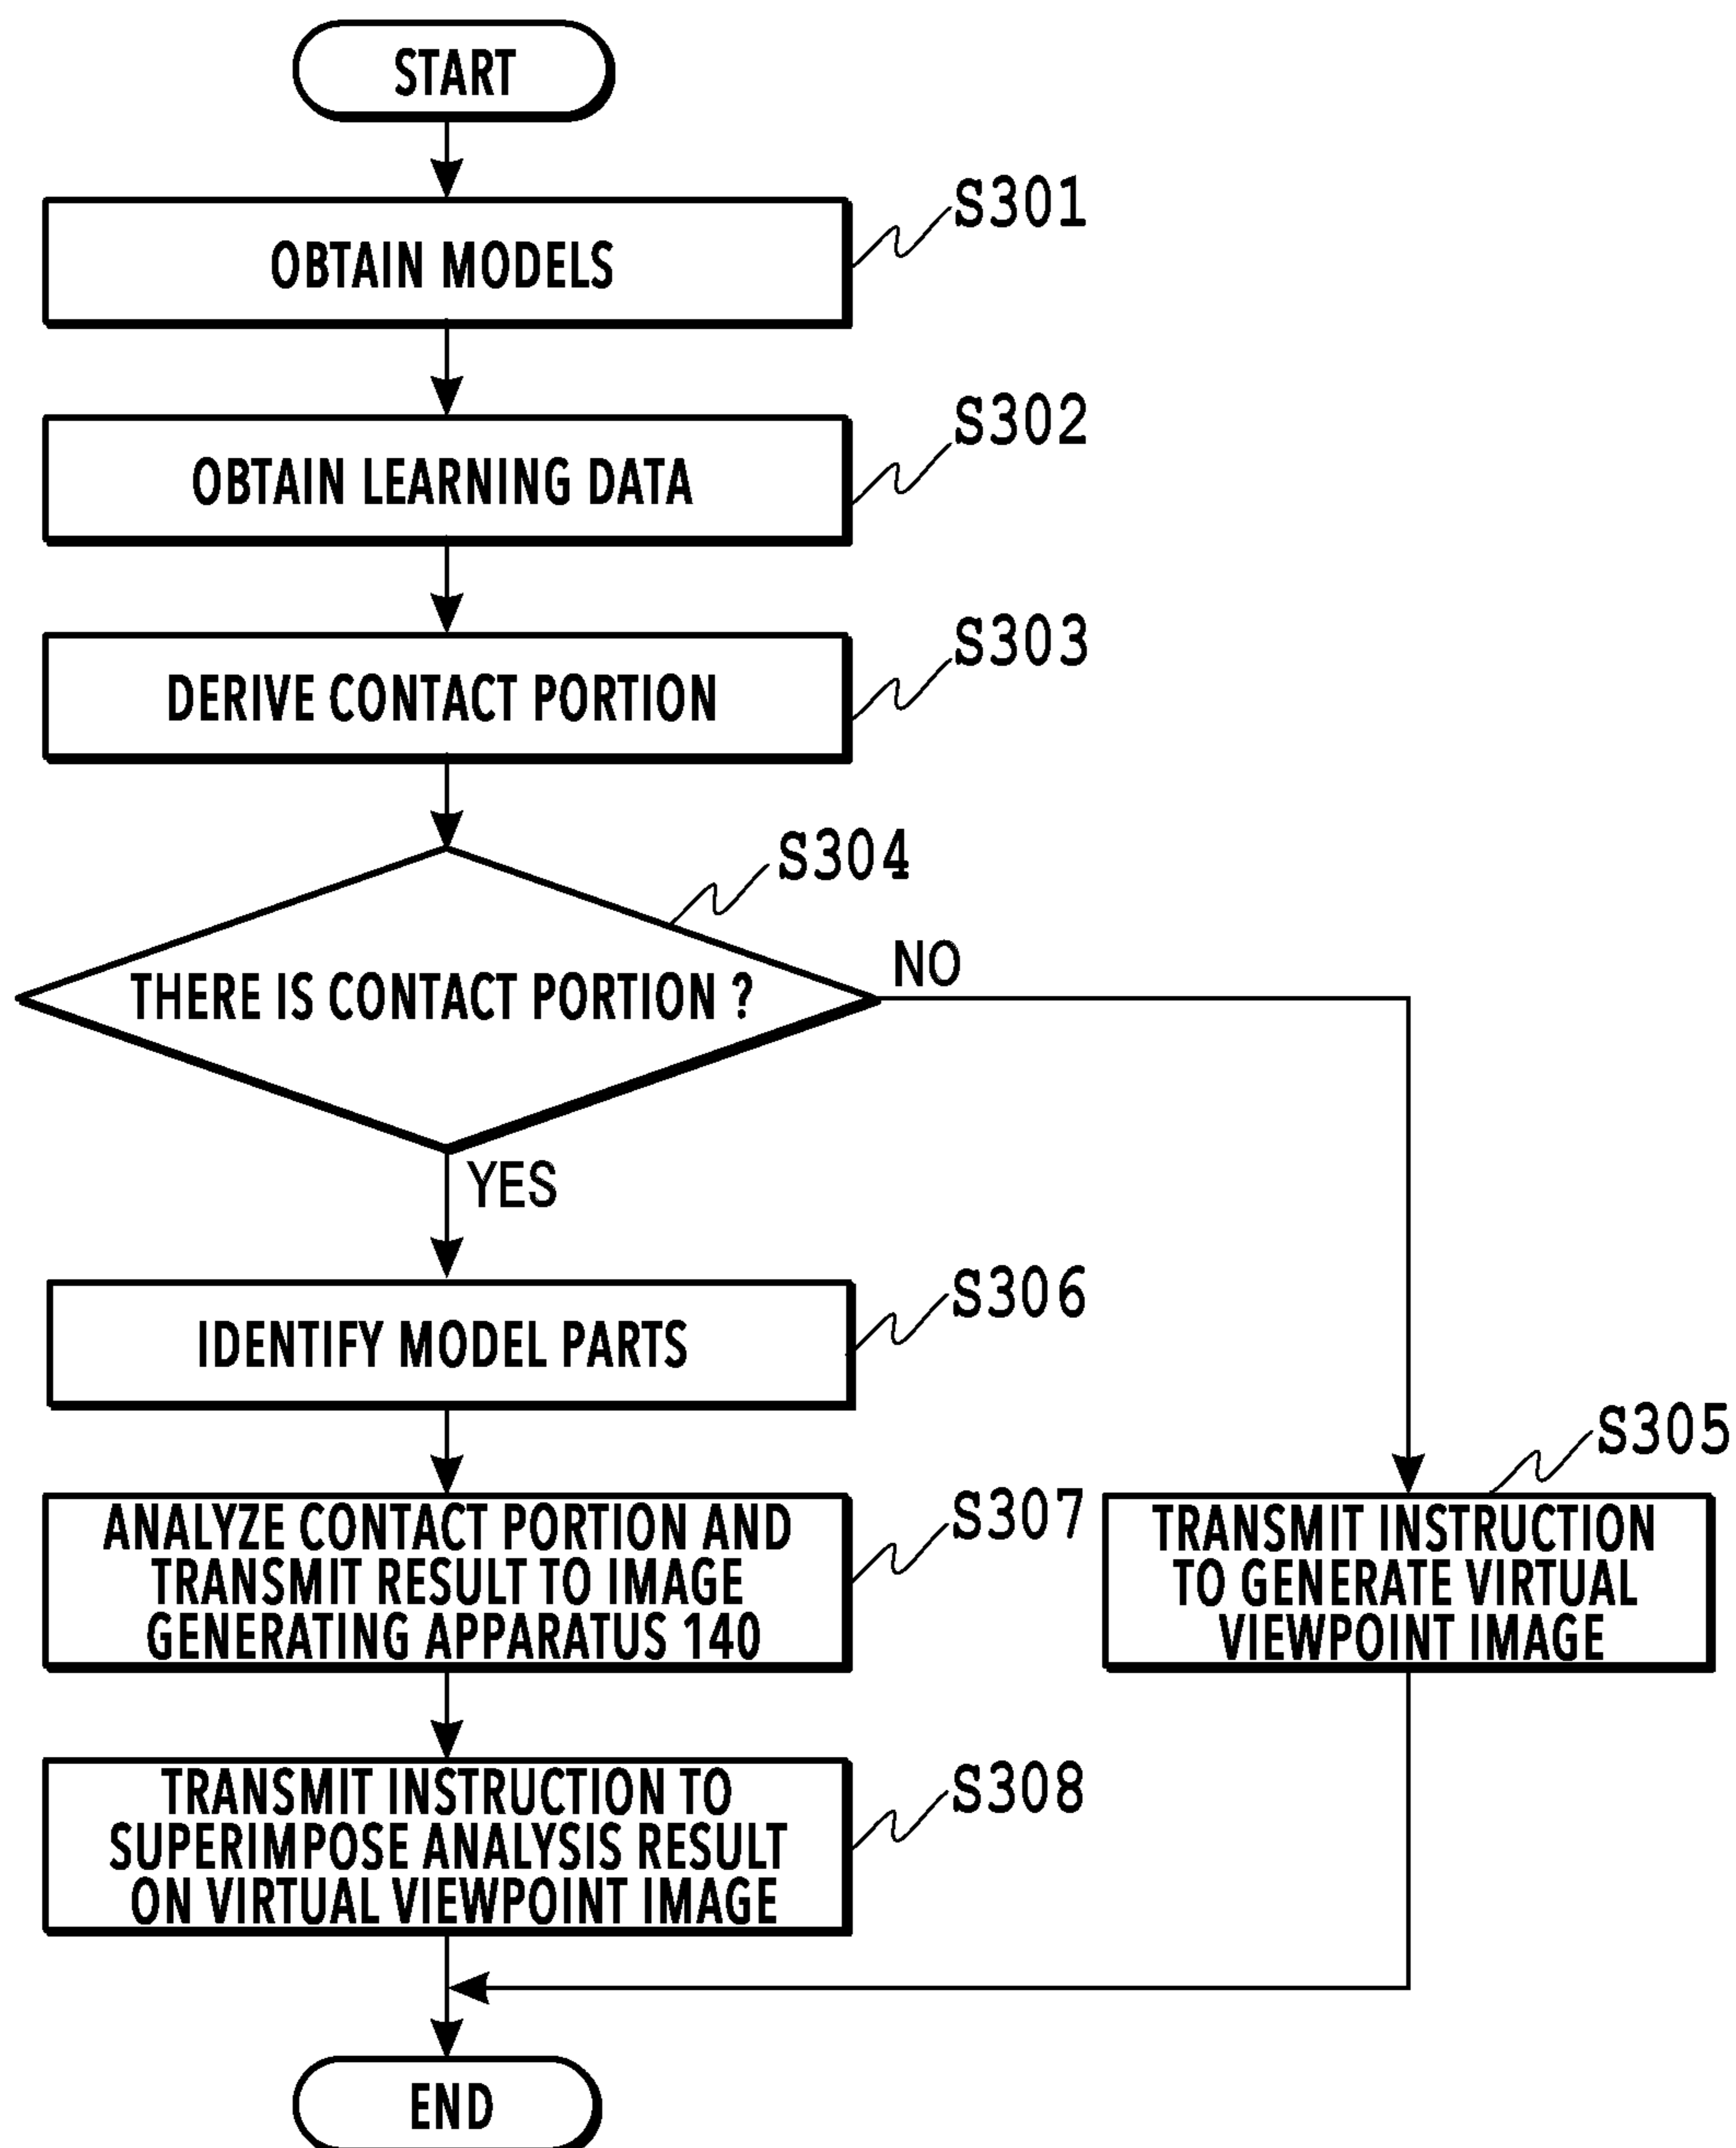 START
S301
OBTAIN MODELS
S302
OBTAIN LEARNING DATA
S303
DERIVE CONTACT PORTION
S304
THERE IS CONTACT PORTION ?
NO
YES
S306
IDENTIFY MODEL PARTS
S307
ANALYZE CONTACT PORTION AND
TRANSMIT RESULT TO IMAGE
GENERATING APPARATUS 140
S305
TRANSMIT INSTRUCTION
TO GENERATE VIRTUAL
VIEWPOINT IMAGE
S308
TRANSMIT INSTRUCTION TO
SUPERIMPOSE ANALYSIS RESULT
ON VIRTUAL VIEWPOINT IMAGE
END